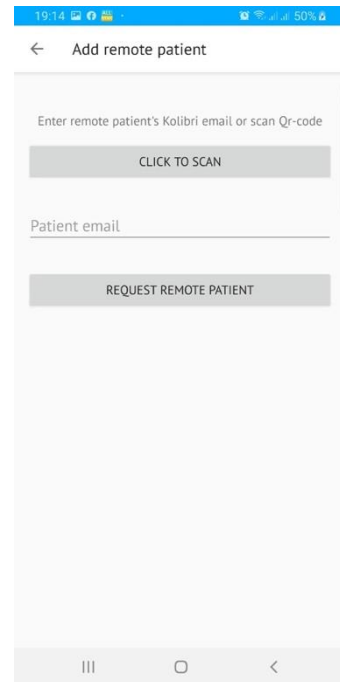 19:14 50%
Add remote patient
Enter remote patient's Kolibri email or scan Qr-code
CLICK TO SCAN
Patient email
REQUEST REMOTE PATIENT